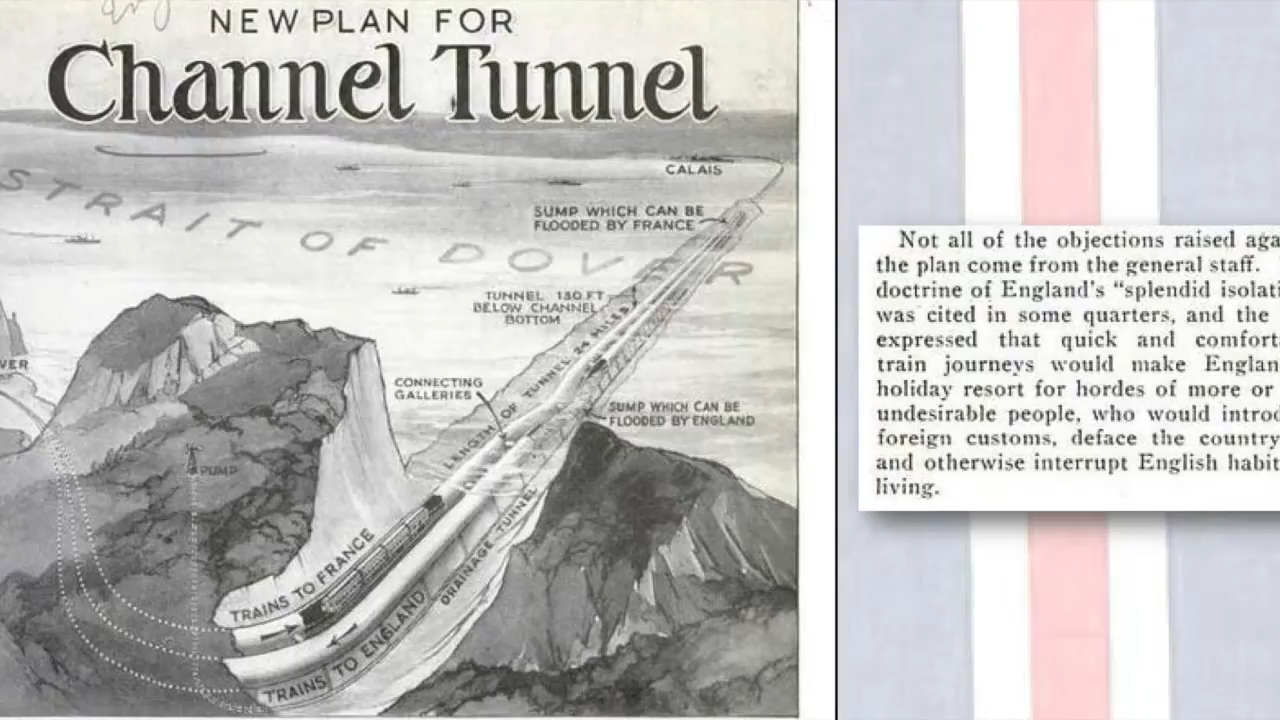 NEW PLAN FOR
Channel Tunnel
CALAIS
SUMP WHICH CAN BE
FLOODED BY FRANCE
STRAIT OF DOVER
TUNNEL 130 FT
BELOW CHANNEL
BOTTOM
VER
CONNECTING
GALLERIES
LENGTH OF TUNNEL 24 MILES
SUMP WHICH CAN BE
FLOODED BY ENGLAND
PUMP
DRAINAGE TUNNEL
TRAINS TO FRANCE
TRAINS TO ENGLAND
Not all of the objections raised aga
the plan come from the general staff.
doctrine of England's "splendid isolati
was cited in some quarters, and the
expressed that quick and comfort
train journeys would make Englan
holiday resort for hordes of more or
undesirable people, who would introd
foreign customs, deface the country
and otherwise interrupt English habit
living.